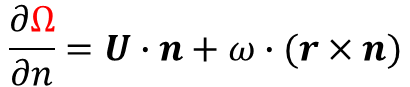 ∂Ω/∂n = U · n + ω · (r × n)